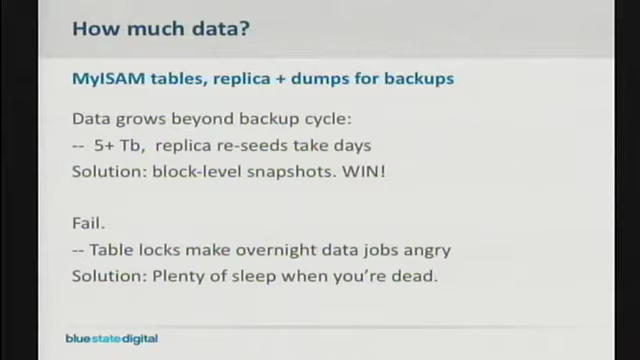 How much data?
MyISAM tables, replica + dumps for backups
Data grows beyond backup cycle:
-- 5+ Tb, replica re-seeds take days
Solution: block-level snapshots. WIN!
Fail.
-- Table locks make overnight data jobs angry
Solution: Plenty of sleep when you're dead.
bluestatedigital